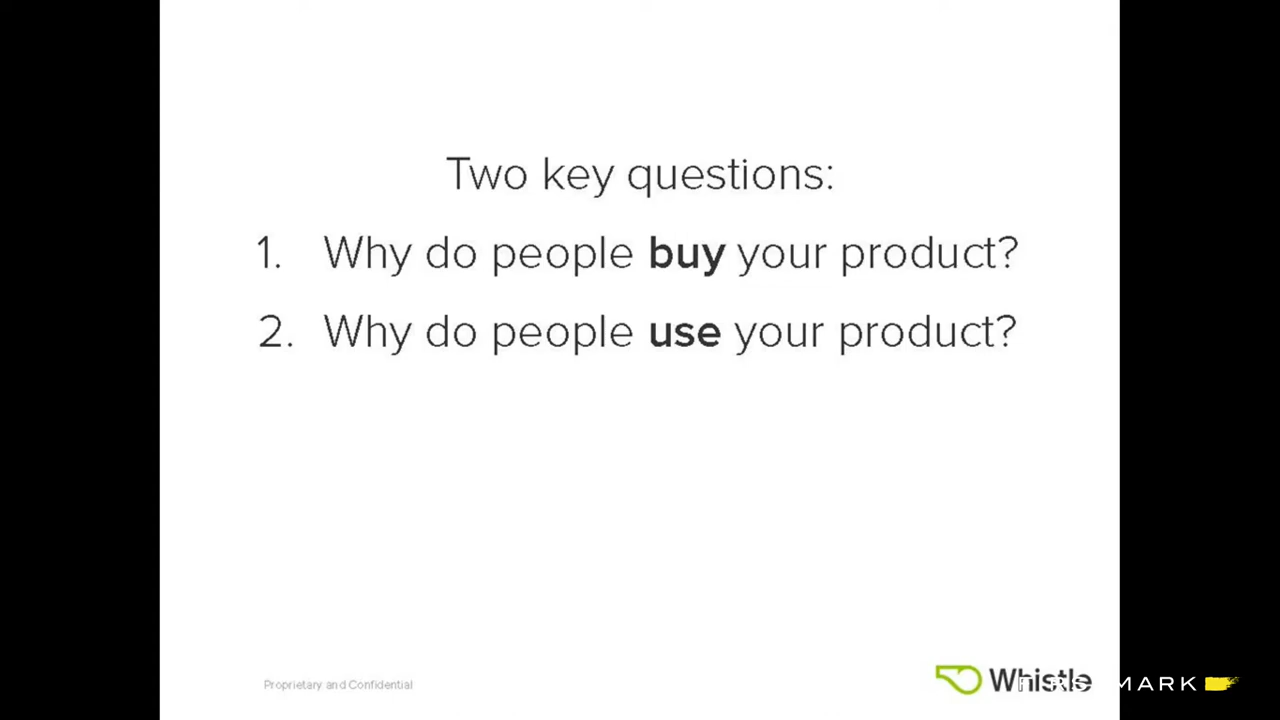 Two key questions:
1. Why do people buy your product?
2. Why do people use your product?
Proprietary and Confidential
Whistle
MARK